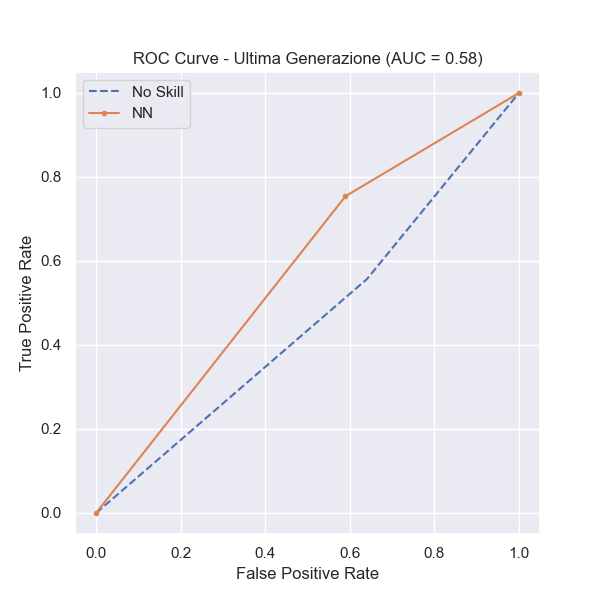 ROC Curve - Ultima Generazione (AUC = 0.58)
No Skill
NN
True Positive Rate
1.0
0.8
0.6
0.4
0.2
0.0
0.0 0.2 0.4 0.6 0.8 1.0
False Positive Rate